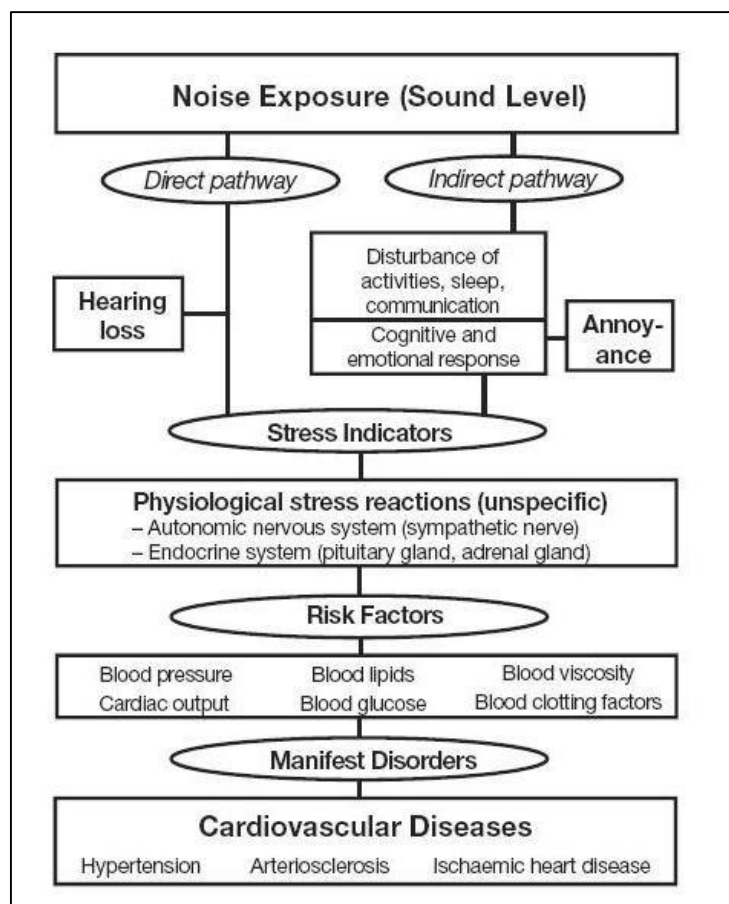 Noise Exposure (Sound Level)
Direct pathway
Indirect pathway
Hearing
loss
Disturbance of
activities, sleep,
communication
Cognitive and
emotional response
Annoy-
ance
Stress Indicators
Physiological stress reactions (unspecific)
– Autonomic nervous system (sympathetic nerve)
– Endocrine system (pituitary gland, adrenal gland)
Risk Factors
Blood pressure Blood lipids Blood viscosity
Cardiac output Blood glucose Blood clotting factors
Manifest Disorders
Cardiovascular Diseases
Hypertension Arteriosclerosis Ischaemic heart disease